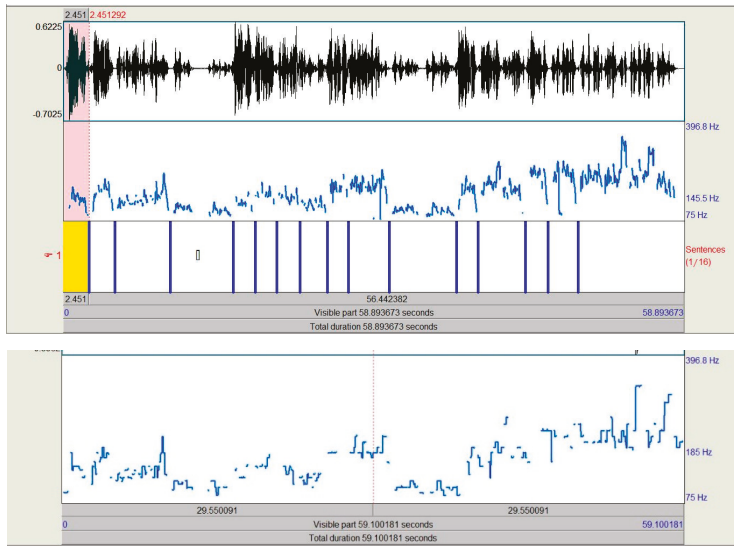 2.451 2.451292
0.6225
0
-0.7025
396.8 Hz
145.5 Hz
75 Hz
1
Sentences
(1/16)
2.451 56.442382
0 Visible part 58.893673 seconds 58.893673
Total duration 58.893673 seconds
396.8 Hz
185 Hz
75 Hz
29.550091 29.550091
0 Visible part 59.100181 seconds 59.100181
Total duration 59.100181 seconds